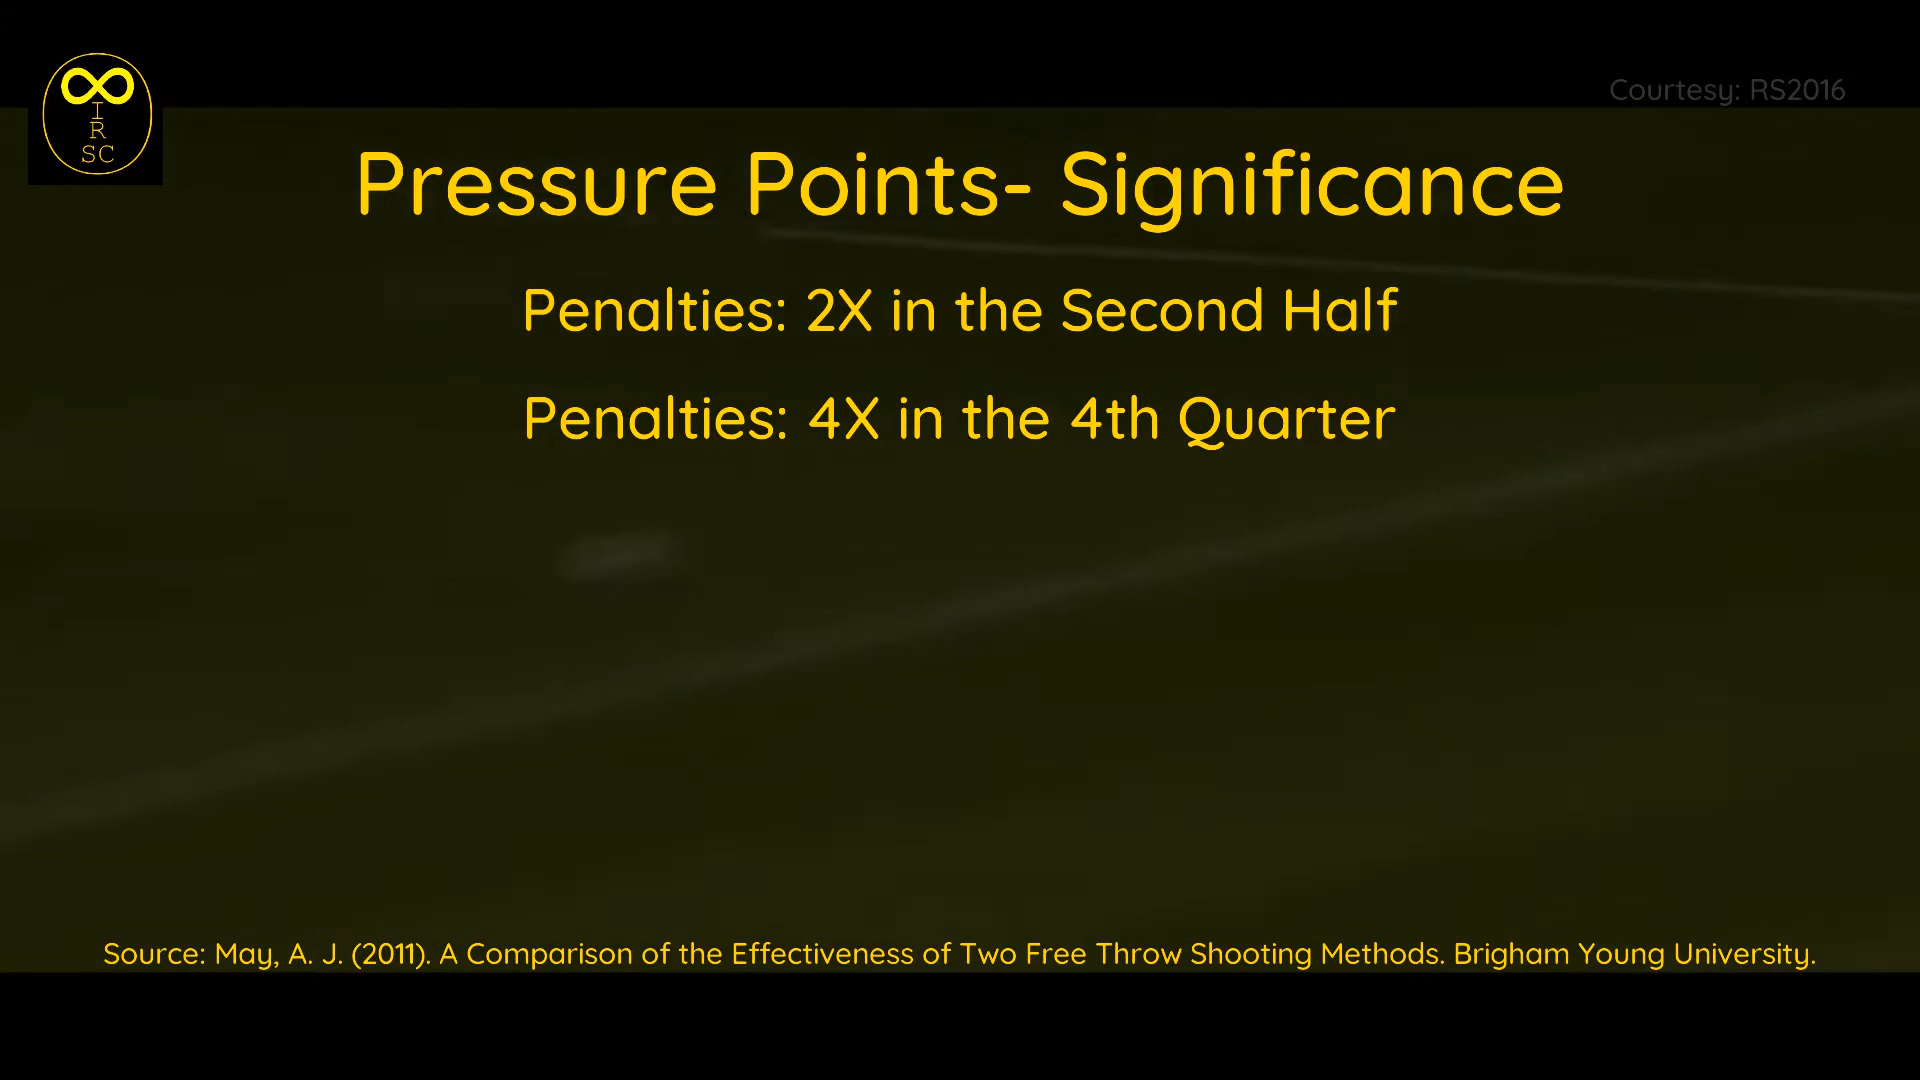 Courtesy: RS2016
I
R
SC
Pressure Points- Significance
Penalties: 2X in the Second Half
Penalties: 4X in the 4th Quarter
Source: May, A. J. (2011). A Comparison of the Effectiveness of Two Free Throw Shooting Methods. Brigham Young University.